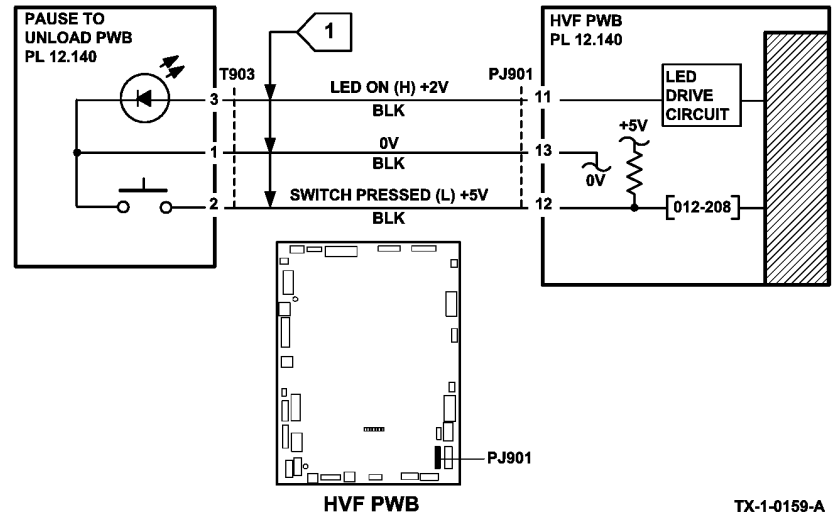 PAUSE TO
UNLOAD PWB
PL 12.140
1
HVF PWB
PL 12.140
T903
PJ901
LED
DRIVE
CIRCUIT
3
LED ON (H) +2V
BLK
11
+5V
1
0V
BLK
13
0V
2
SWITCH PRESSED (L) +5V
BLK
12
[012-208]
PJ901
HVF PWB
TX-1-0159-A